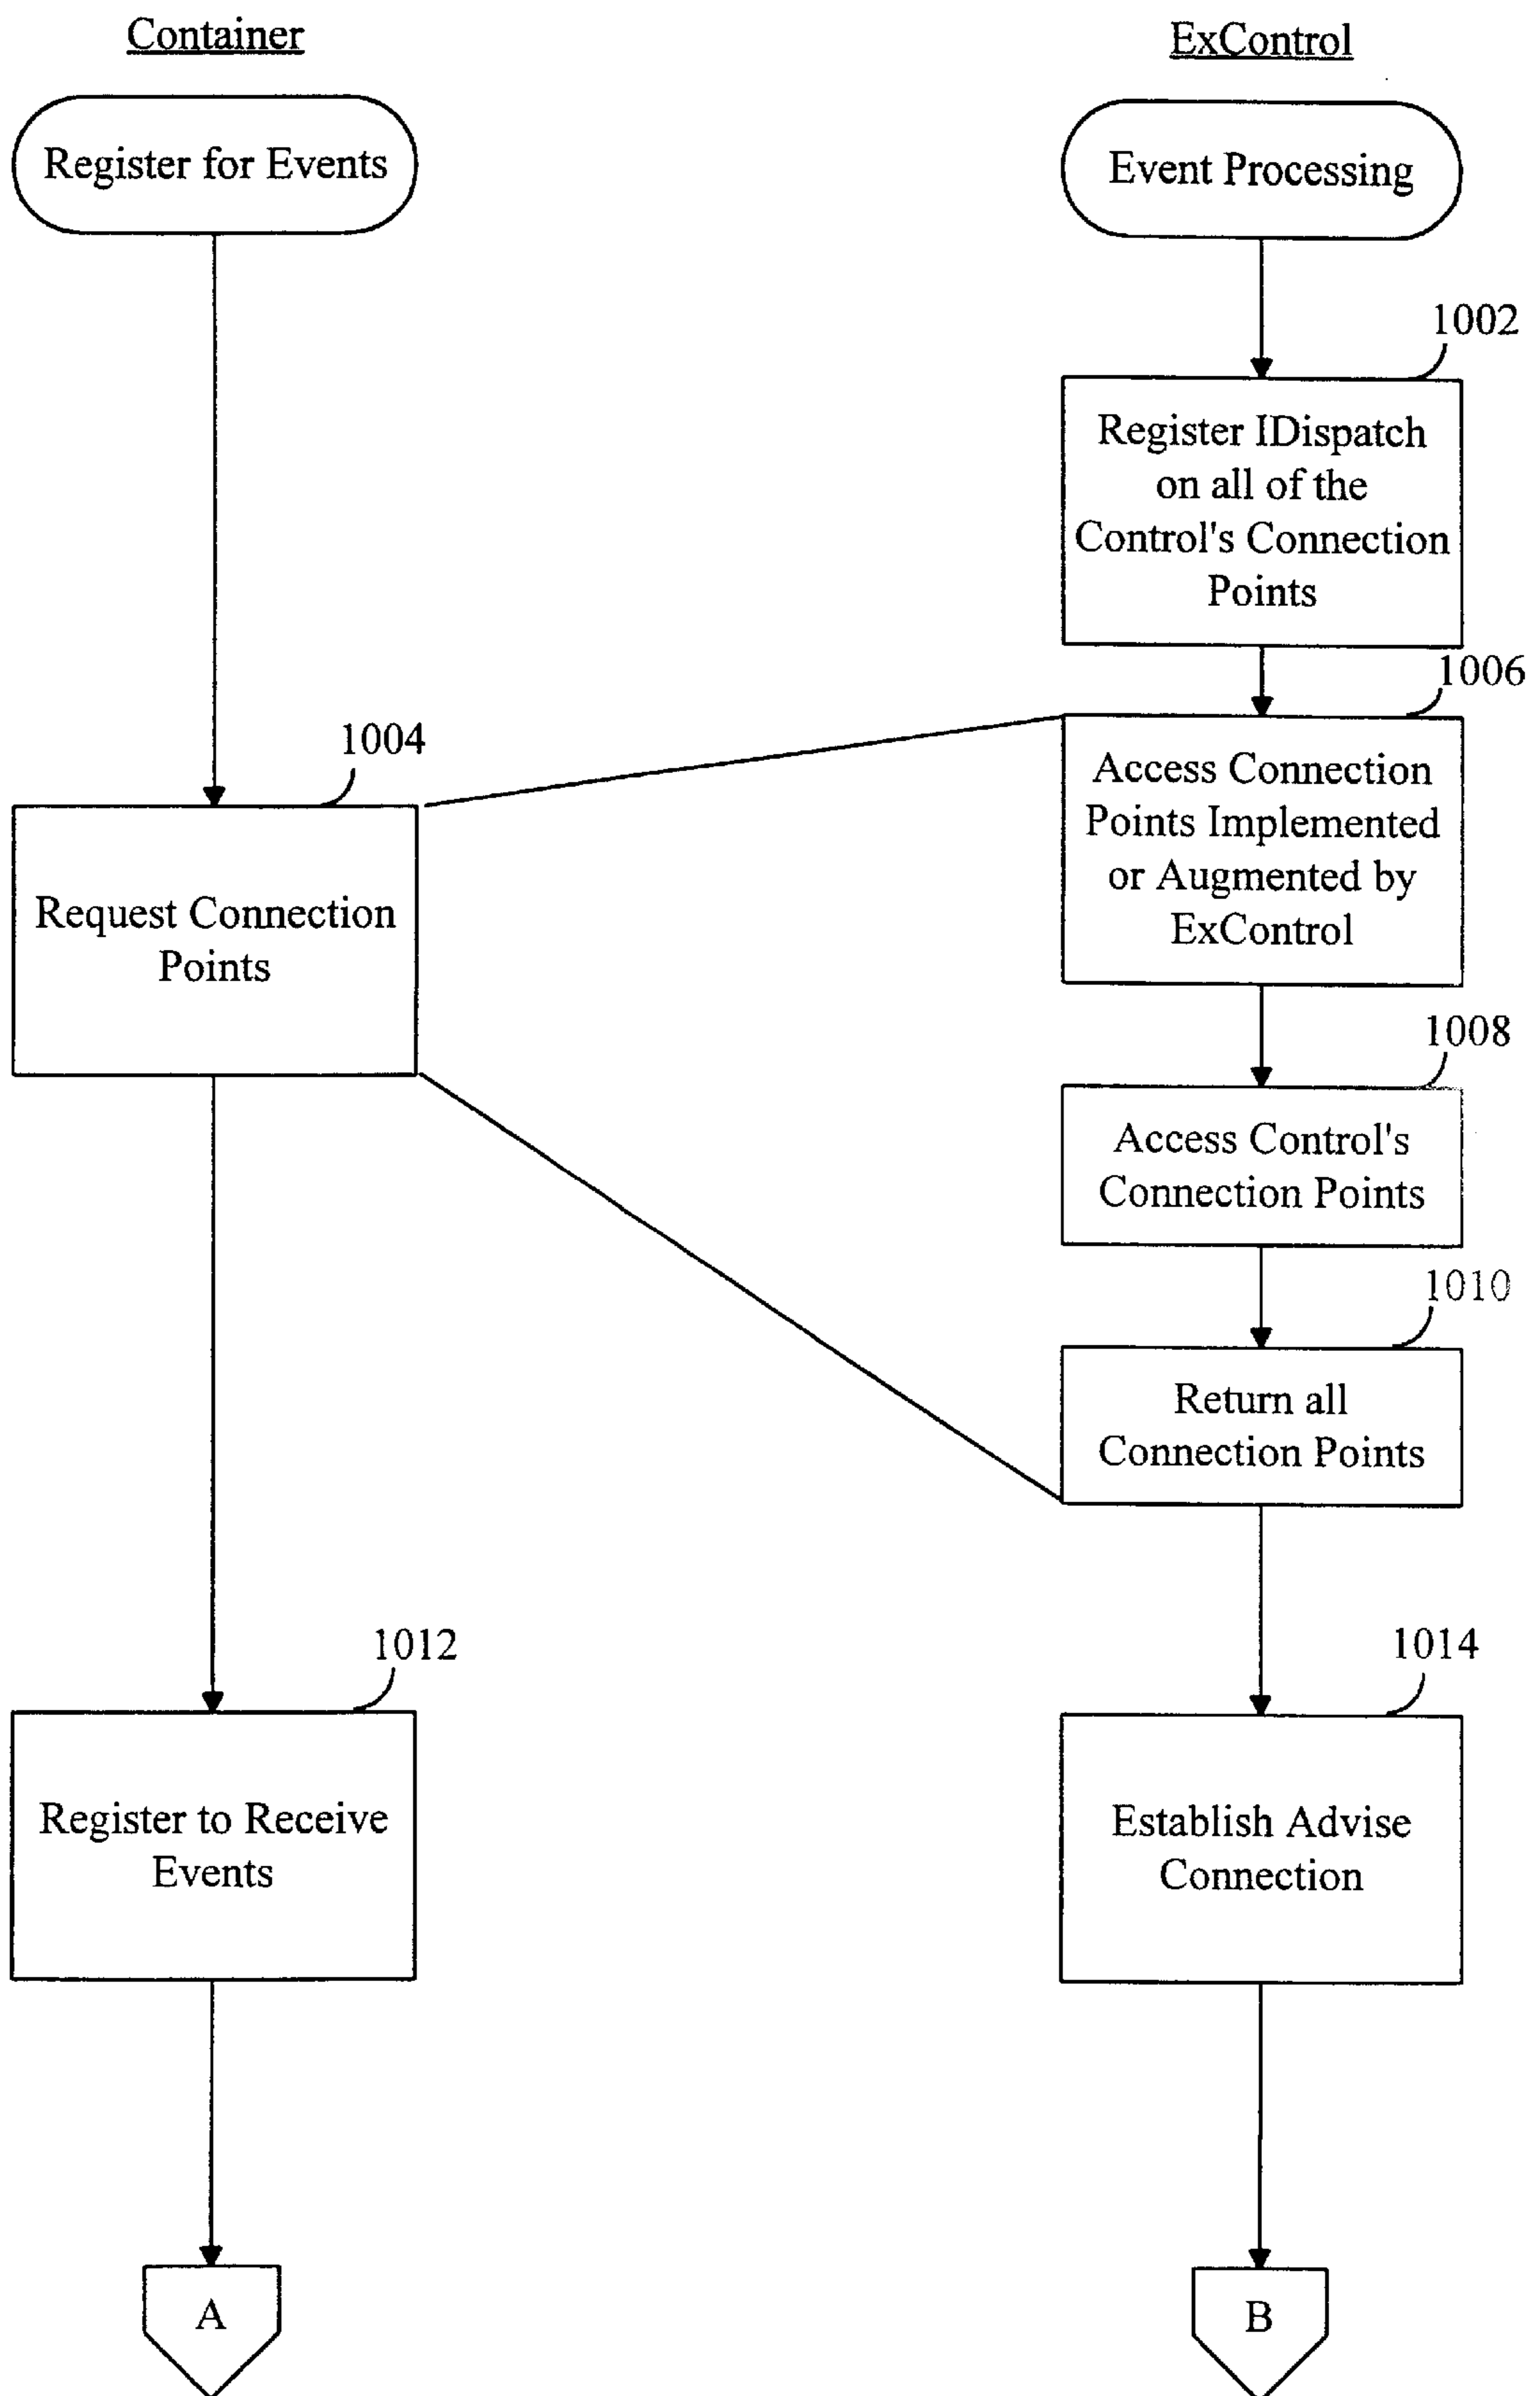 Container
ExControl
Register for Events
Event Processing
1002
Register IDispatch
on all of the
Control's Connection
Points
1006
1004
Access Connection
Points Implemented
or Augmented by
ExControl
Request Connection
Points
1008
Access Control's
Connection Points
1010
Return all
Connection Points
1012
1014
Register to Receive
Events
Establish Advise
Connection
A
B